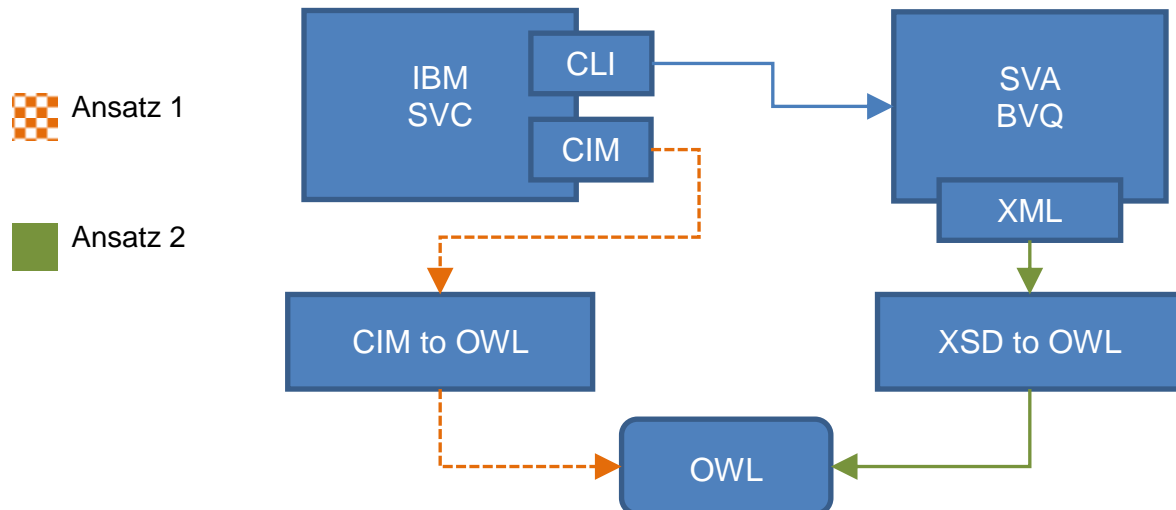 Ansatz 1
Ansatz 2
IBM
SVC
CLI
CIM
SVA
BVQ
XML
CIM to OWL
XSD to OWL
OWL